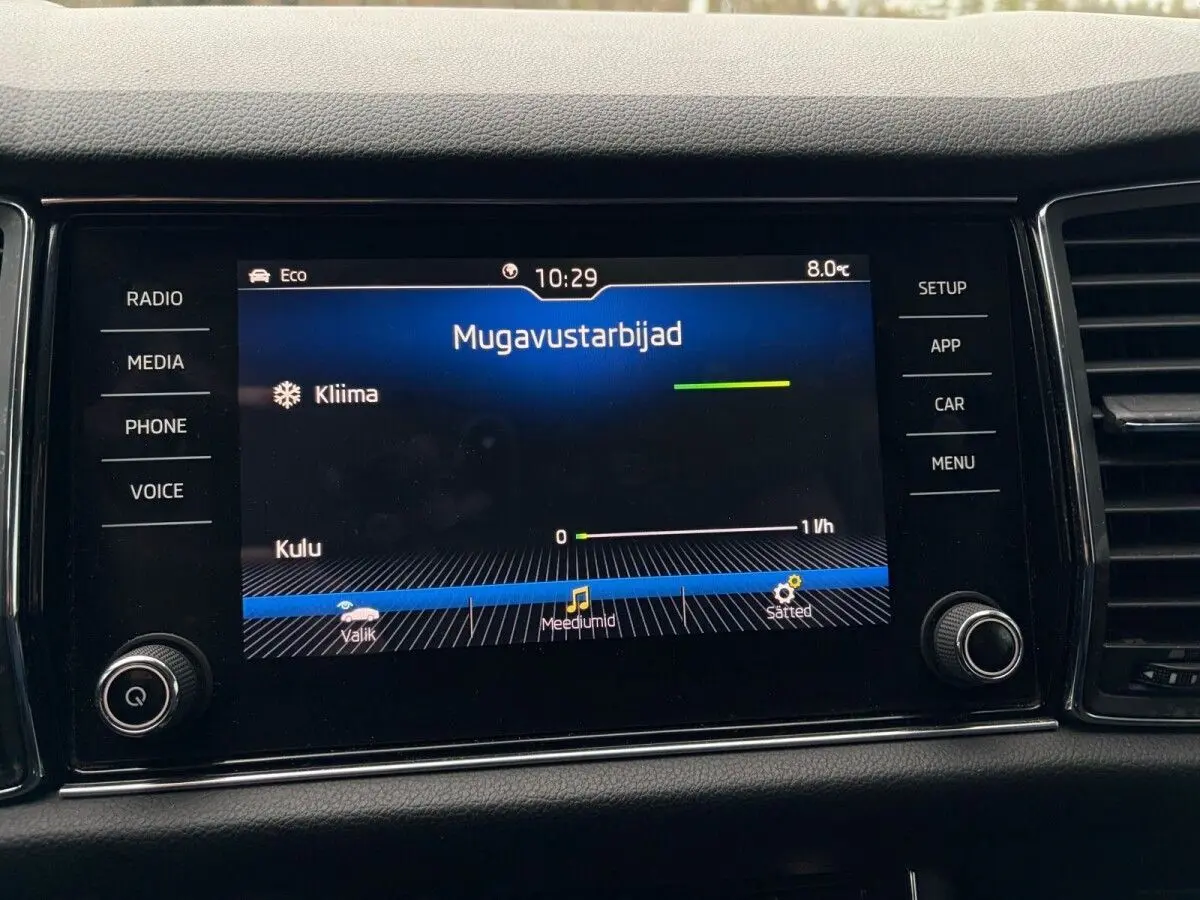 RADIO
MEDIA
PHONE
VOICE
Eco
10:29
8.0°C
Mugavustarbijad
Kliima
Kulu
0
1 l/h
Valik
Meediumid
Sätted
SETUP
APP
CAR
MENU